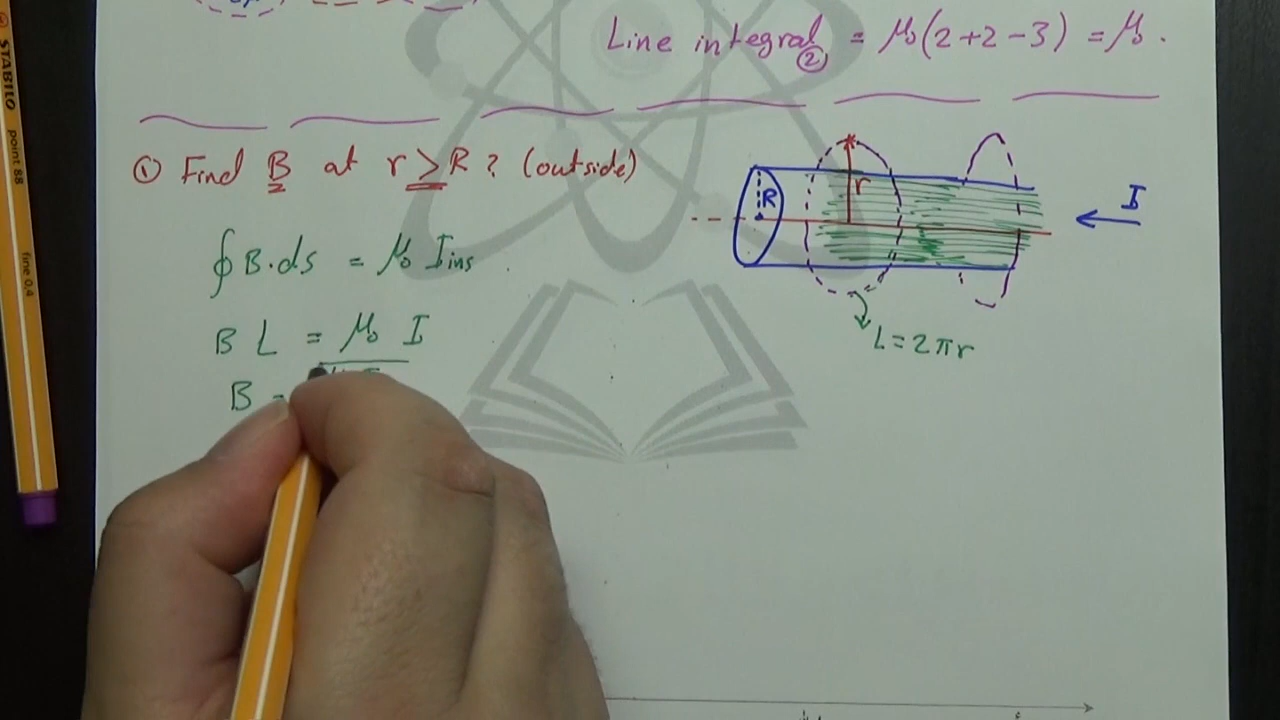 Line integral② = μ₀(2+2-3) = μ₀.
① Find B at r ≥ R? (outside)
∮B.ds = μ₀ I ins.
B L = μ₀ I
B =
R
r
I
L = 2πr
STABILO point 88 fine 0.4